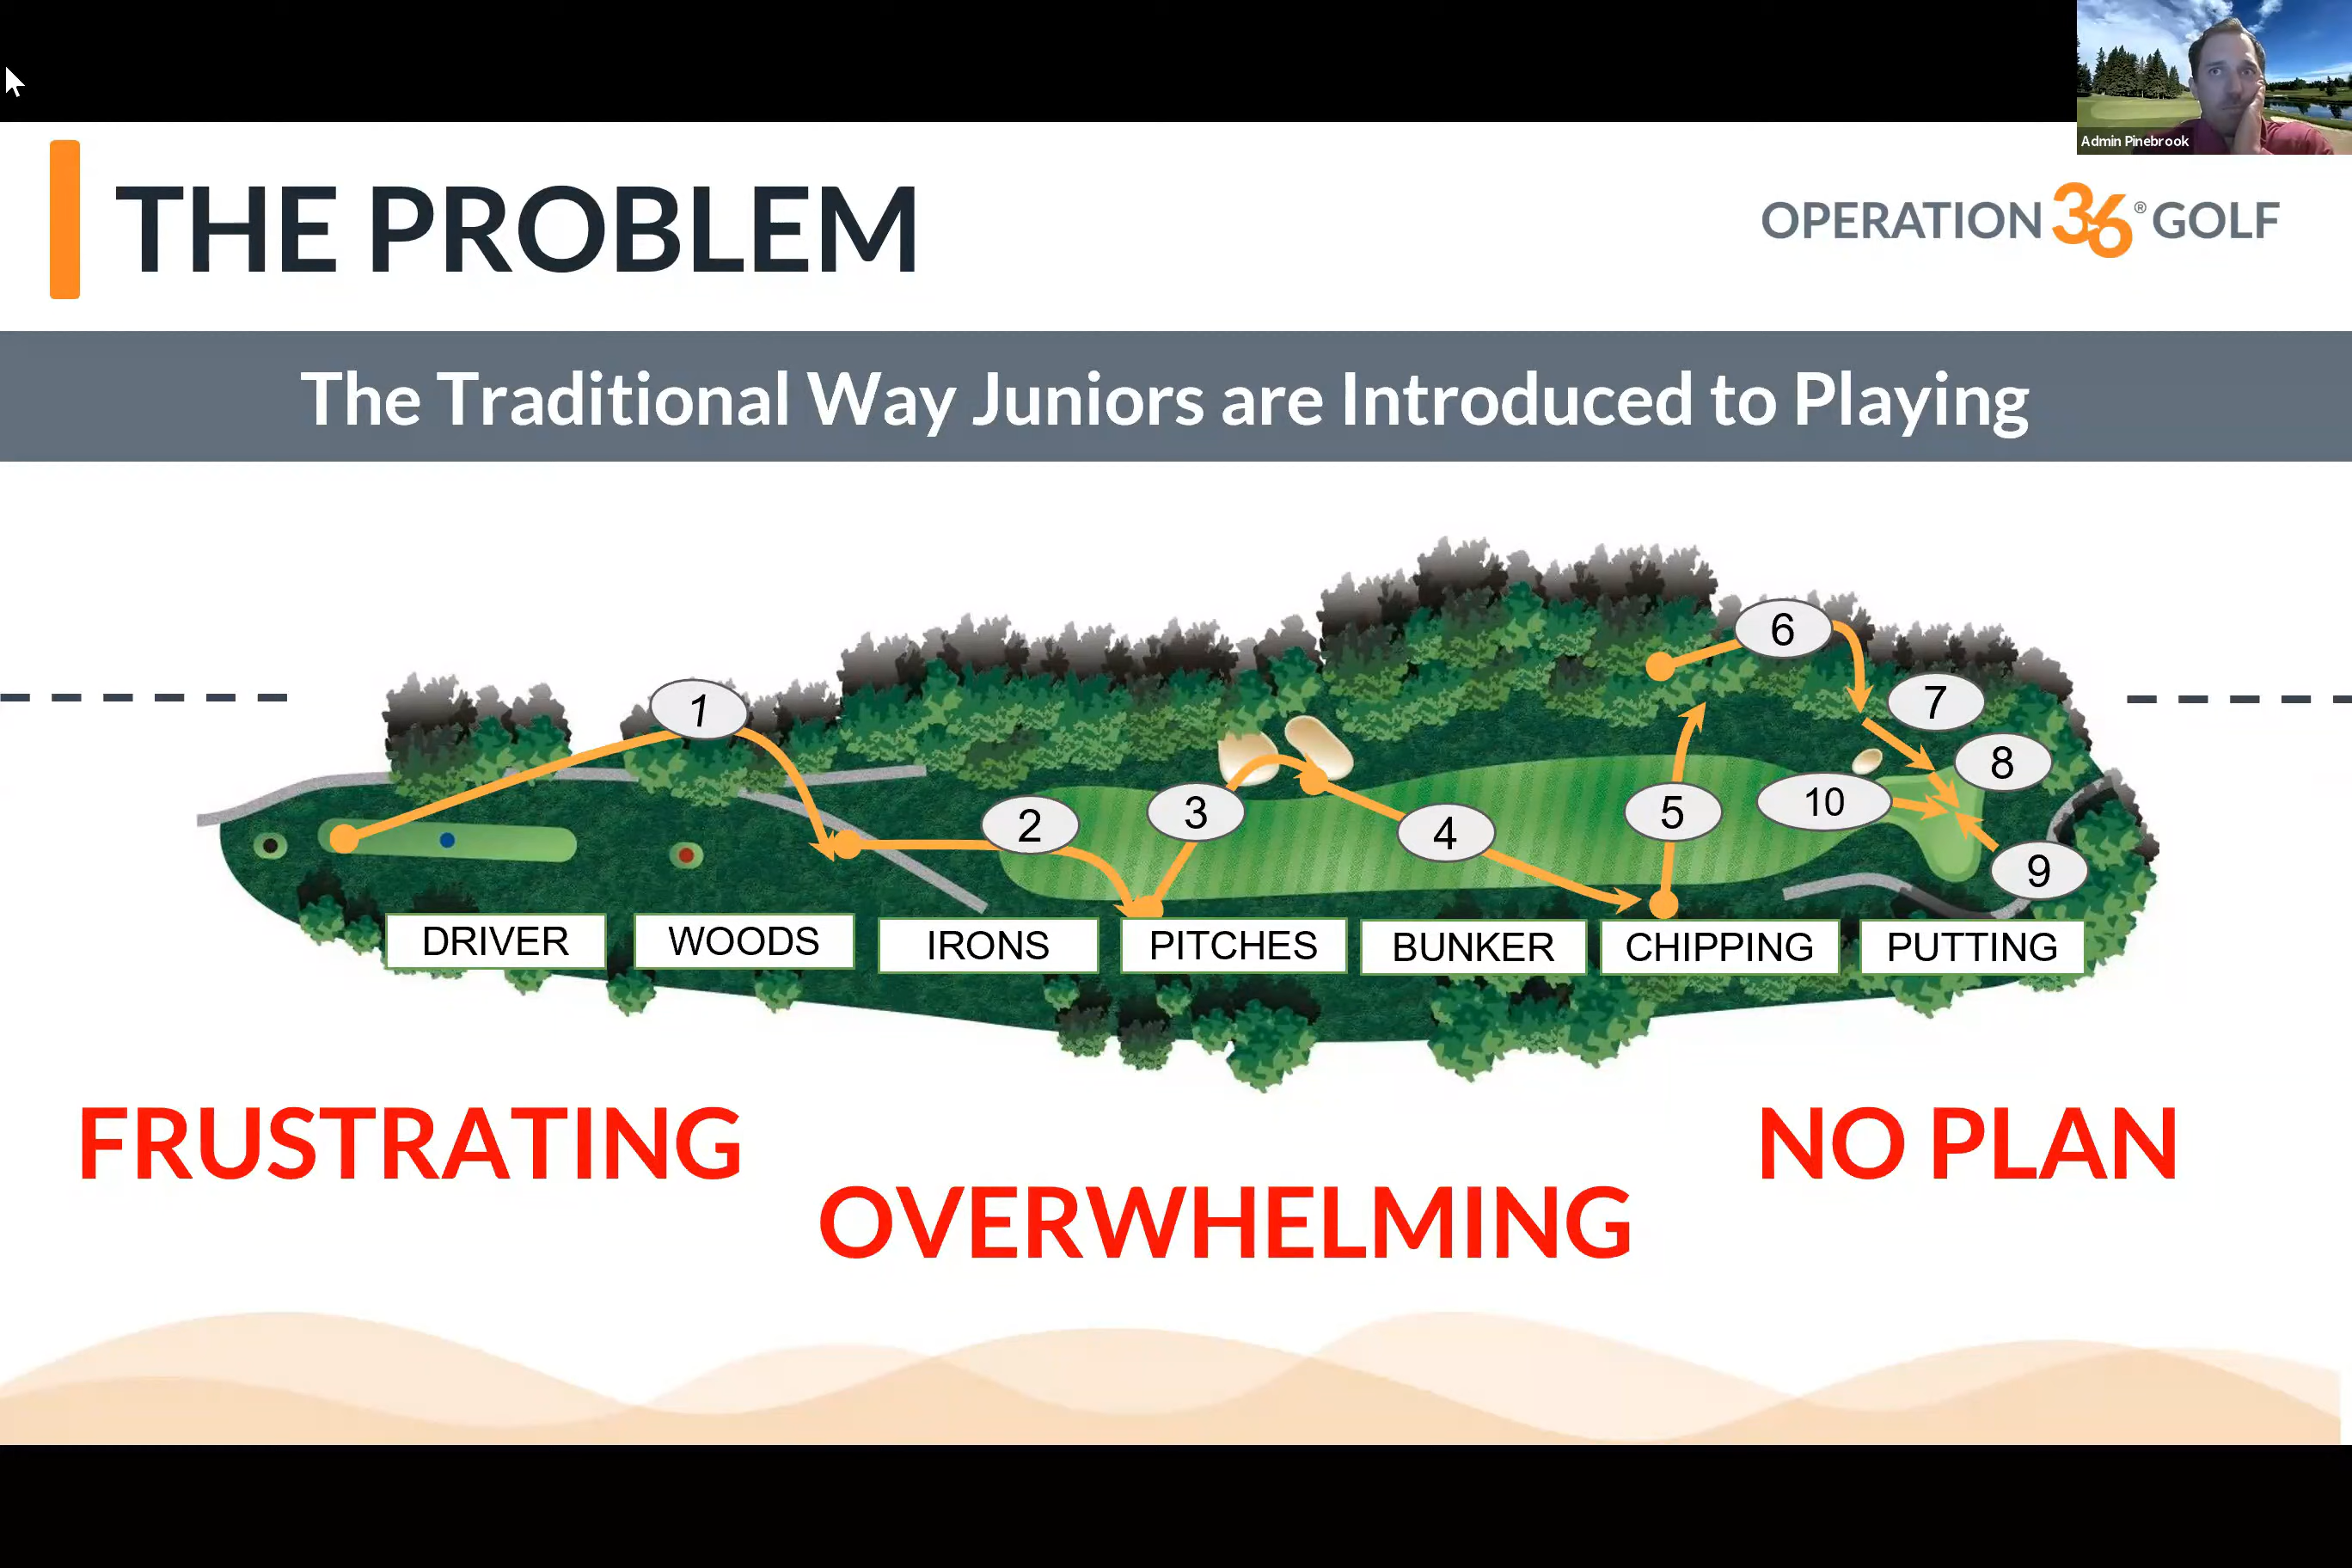 Admin Pinebrook
THE PROBLEM
OPERATION 36® GOLF
The Traditional Way Juniors are Introduced to Playing
1
2
3
4
5
6
7
8
9
10
DRIVER
WOODS
IRONS
PITCHES
BUNKER
CHIPPING
PUTTING
FRUSTRATING
OVERWHELMING
NO PLAN